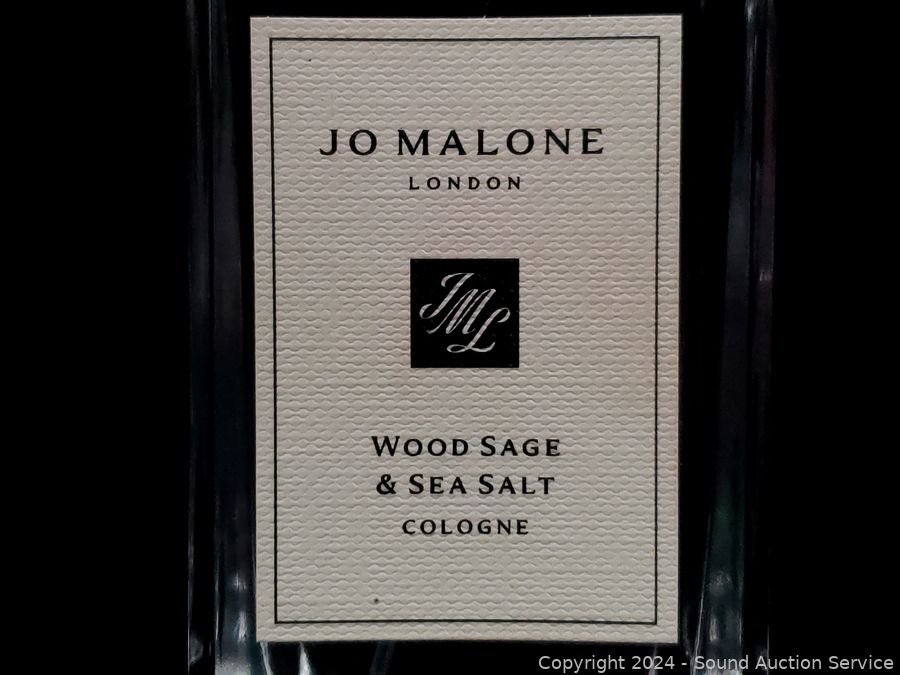 JO MALONE
LONDON
JML
WOOD SAGE
& SEA SALT
COLOGNE
Copyright 2024 - Sound Auction Service